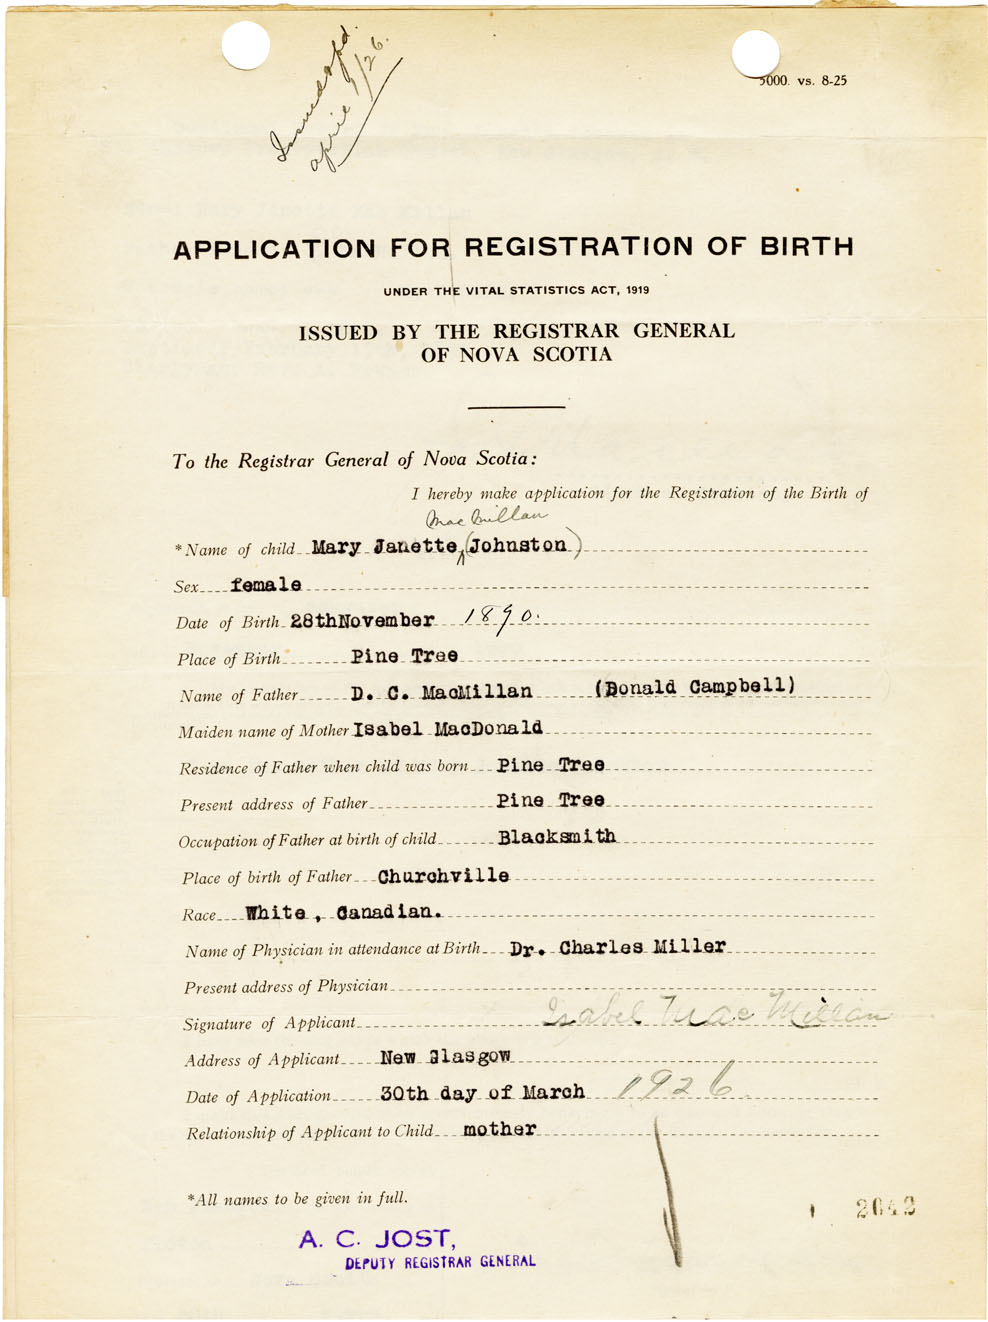 Issued & pd.
april 9/26.
5000. vs. 8-25
APPLICATION FOR REGISTRATION OF BIRTH
UNDER THE VITAL STATISTICS ACT, 1919
ISSUED BY THE REGISTRAR GENERAL
OF NOVA SCOTIA
To the Registrar General of Nova Scotia:
I hereby make application for the Registration of the Birth of
MacMillan
*Name of child Mary Janette (Johnston)
Sex female
Date of Birth 28thNovember 1890.
Place of Birth Pine Tree
Name of Father D. C. MacMillan (Donald Campbell)
Maiden name of Mother Isabel MacDonald
Residence of Father when child was born Pine Tree
Present address of Father Pine Tree
Occupation of Father at birth of child Blacksmith
Place of birth of Father Churchville
Race White, Canadian.
Name of Physician in attendance at Birth Dr. Charles Miller
Present address of Physician
Signature of Applicant Isabel MacMillan
Address of Applicant New Glasgow
Date of Application 30th day of March 1926
Relationship of Applicant to Child mother
*All names to be given in full.
2642
A. C. JOST,
DEPUTY REGISTRAR GENERAL